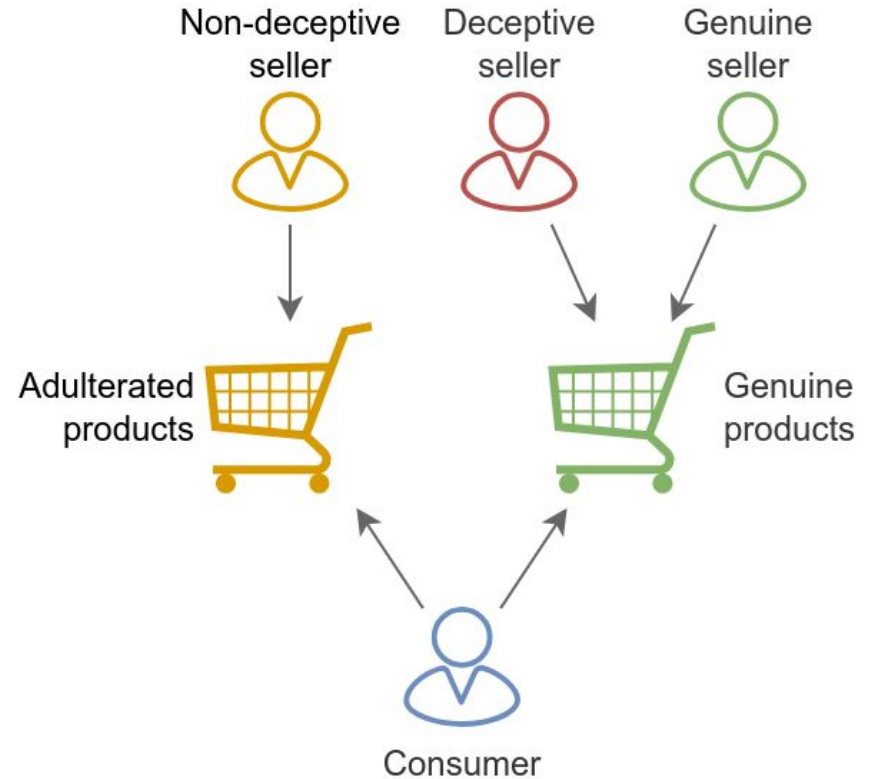 Non-deceptive
seller
Deceptive
seller
Genuine
seller
Adulterated
products
Genuine
products
Consumer